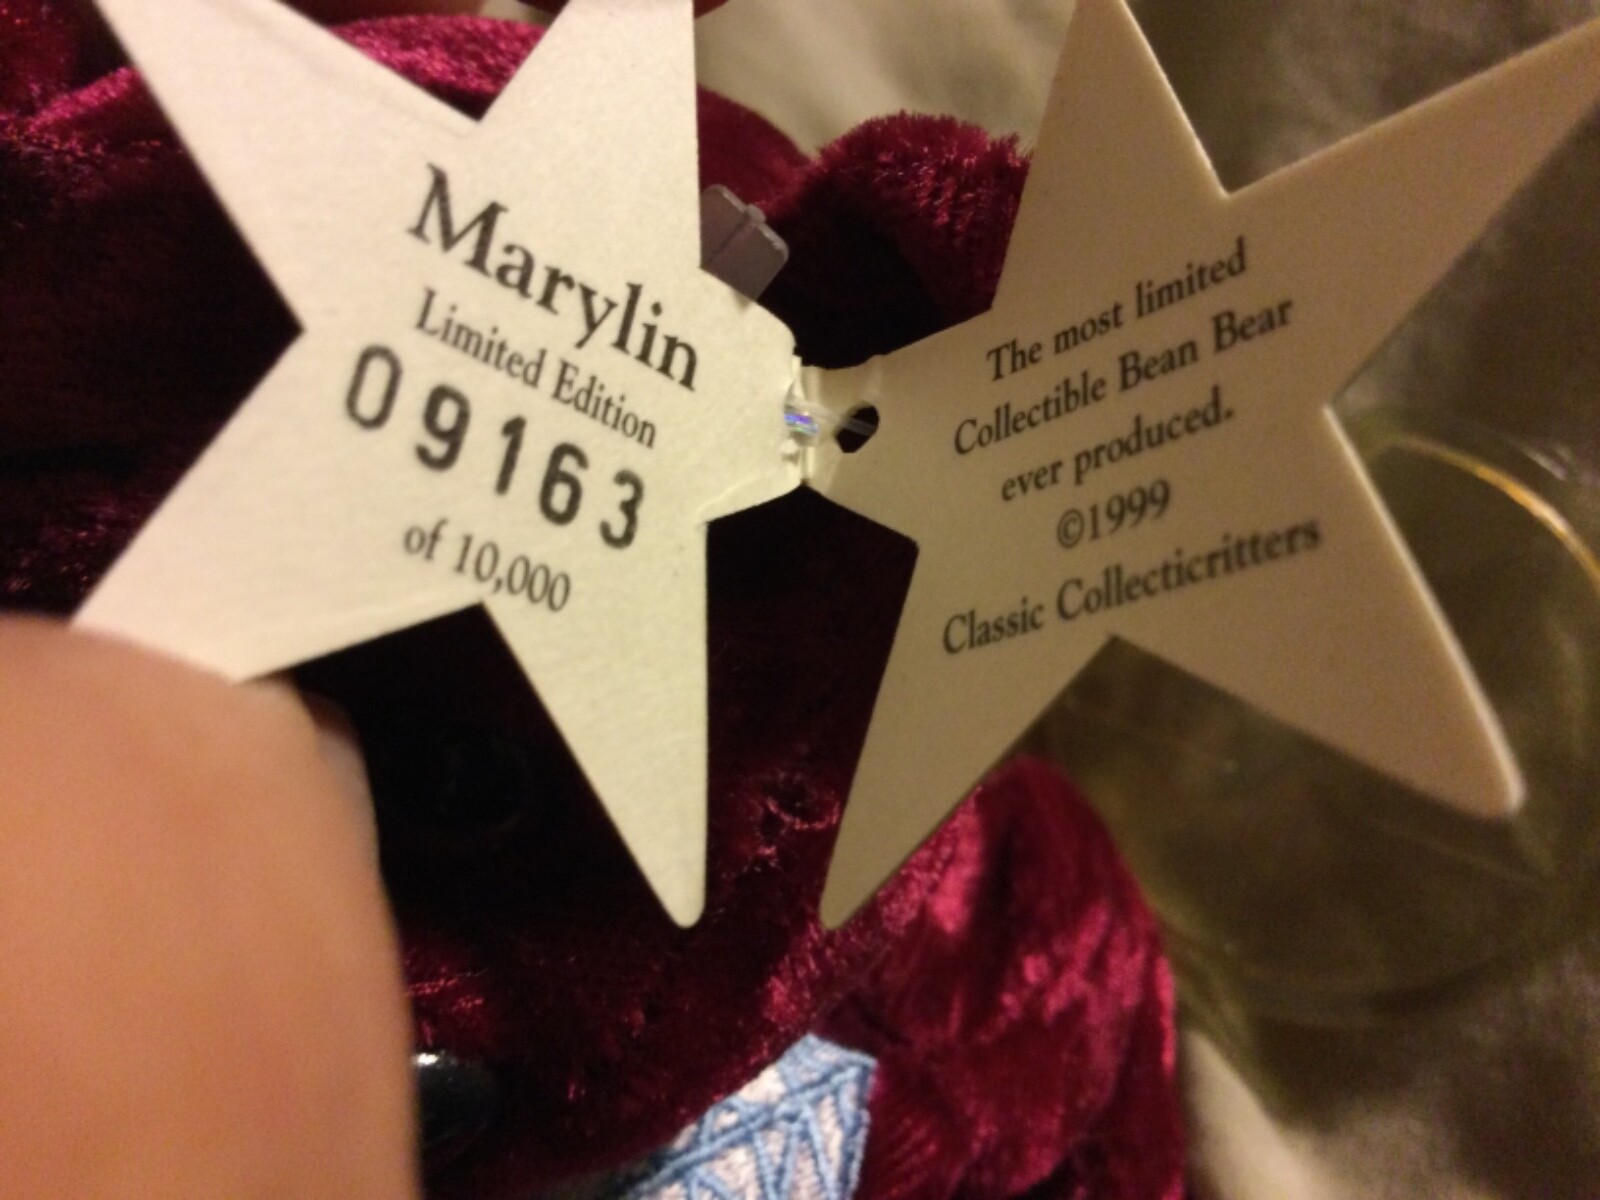 Marylin
Limited Edition
09163
of 10,000
The most limited
Collectible Bean Bear
ever produced.
©1999
Classic Collecticritters